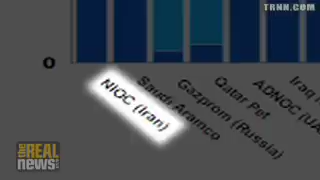 TRNN.COM
0
NIOC (Iran)
Saudi Aramco
Gazprom (Russia)
Qatar Pet
ADNOC (UA
Iraq
the REAL
news